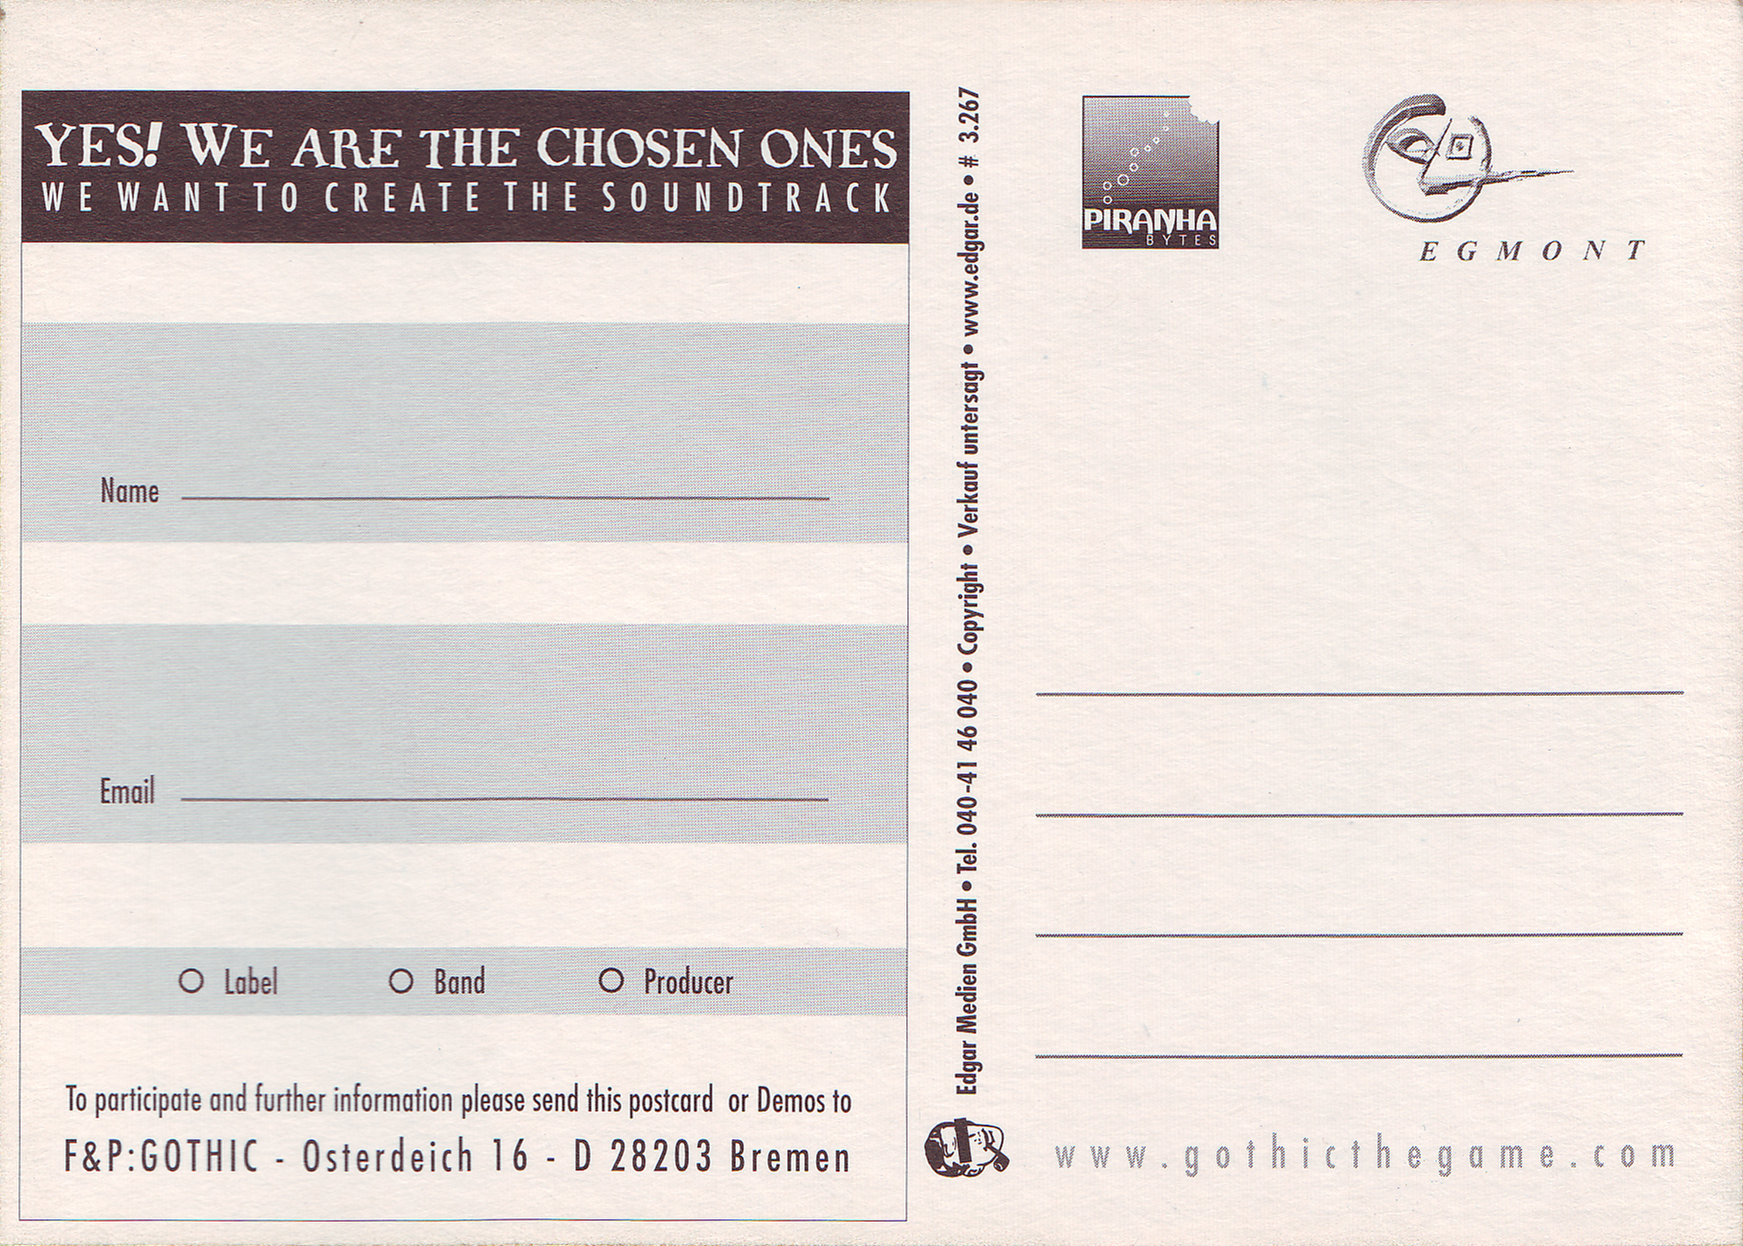 YES! WE ARE THE CHOSEN ONES
WE WANT TO CREATE THE SOUNDTRACK
Name
Email
Label Band Producer
To participate and further information please send this postcard or Demos to
F&P:GOTHIC - Osterdeich 16 - D 28203 Bremen
Edgar Medien GmbH • Tel. 040-41 46 040 • Copyright • Verkauf untersagt • www.edgar.de • # 3.267
PIRANHA
BYTES
EGMONT
www.gothicthegame.com